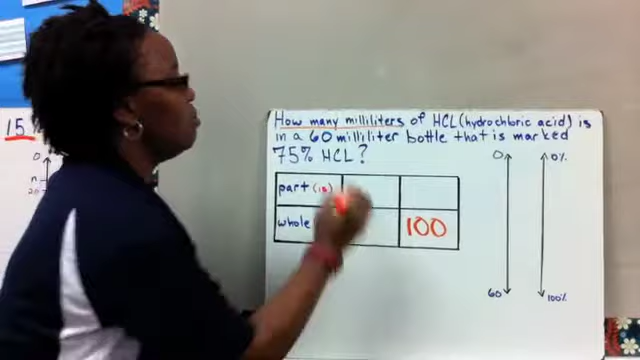 How many milliliters of HCL (hydrochloric acid) is
in a 60 milliliter bottle that is marked
75% HCL?
0 0%
part (is)
whole 100
60 100%
15
0